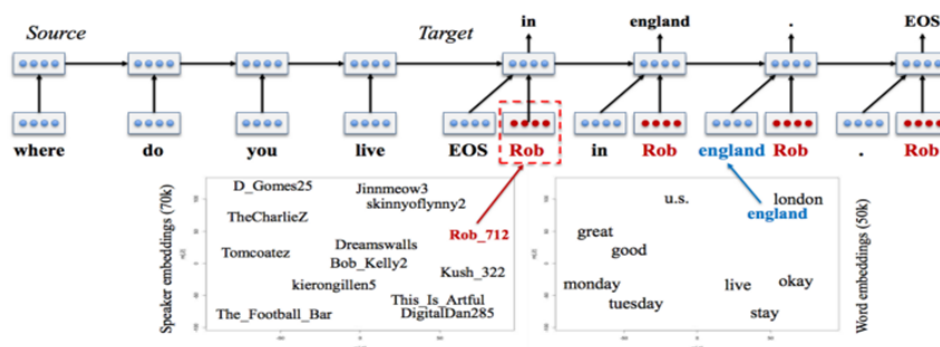 in england . EOS
Source Target
where do you live EOS Rob in Rob england Rob . Rob
Speaker embeddings (70k)
D_Gomes25
Jinnmew3
skinnyoflynny2
TheCharlieZ
Rob_712
Tomcoatez
Dreamswalls
Bob_Kelly2
Kush_322
kierongillen5
This_Is_Artful
The_Football_Bar
DigitalDan285
u.s.
london
england
great
good
monday
live
okay
tuesday
stay
Word embeddings (50k)